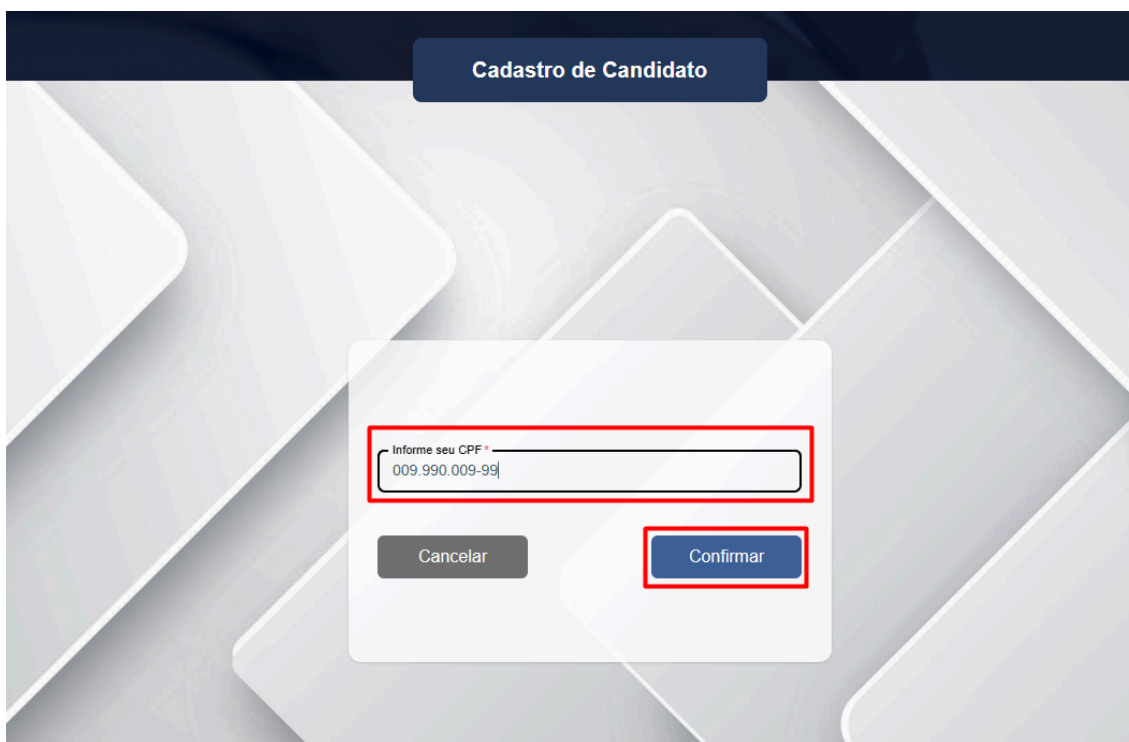 Cadastro de Candidato
Informe seu CPF *
009.990.009-99
Cancelar
Confirmar